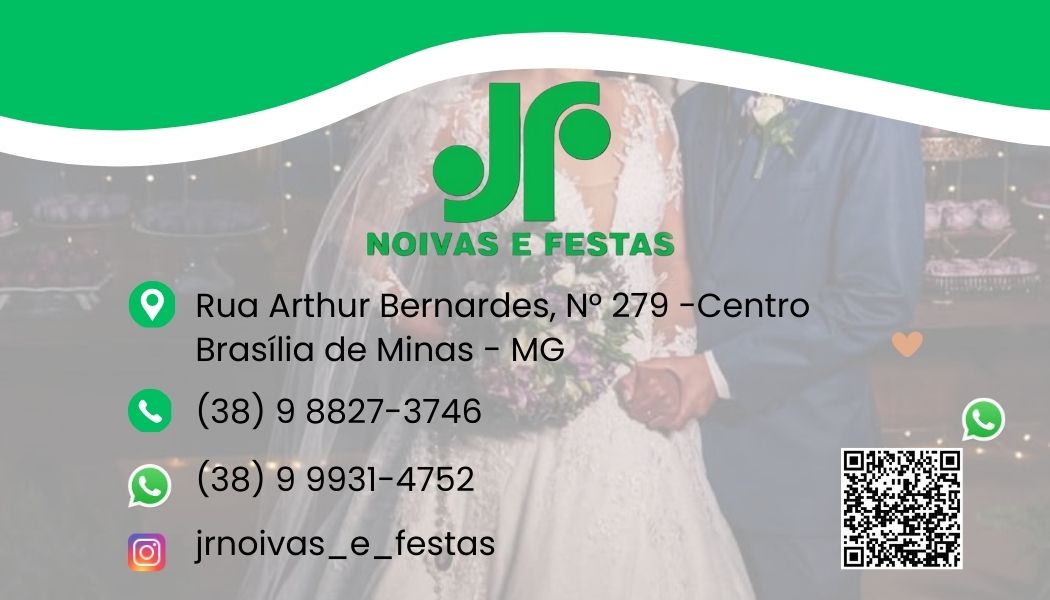 JR
NOIVAS E FESTAS
Rua Arthur Bernardes, Nº 279 -Centro
Brasília de Minas - MG
(38) 9 8827-3746
(38) 9 9931-4752
jrnoivas_e_festas